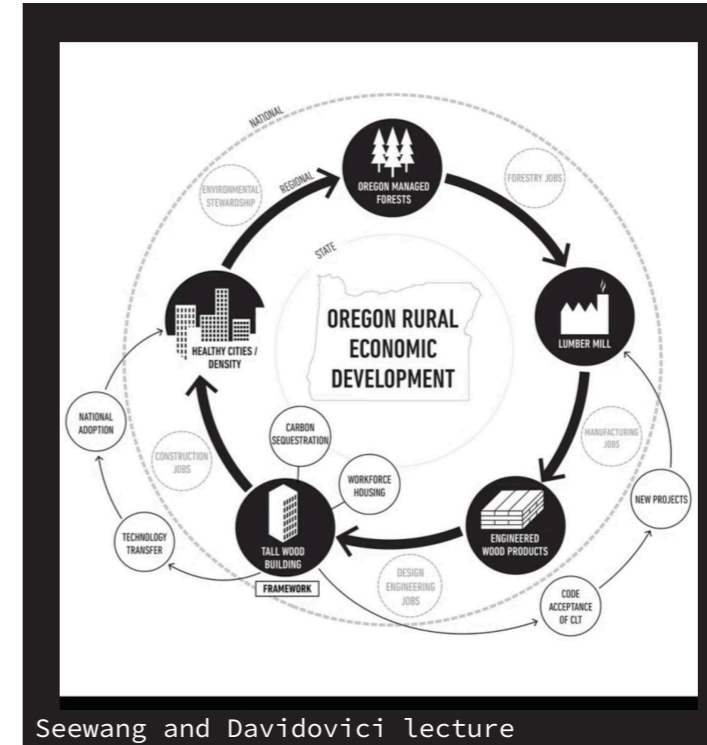 NATIONAL
REGIONAL
STATE
OREGON MANAGED
FORESTS
FORESTRY JOBS
ENVIRONMENTAL
STEWARDSHIP
OREGON RURAL
ECONOMIC
DEVELOPMENT
HEALTHY CITIES /
DENSITY
LUMBER MILL
NATIONAL
ADOPTION
CARBON
SEQUESTRATION
CONSTRUCTION
JOBS
WORKFORCE
HOUSING
MANUFACTURING
JOBS
NEW PROJECTS
TECHNOLOGY
TRANSFER
TALL WOOD
BUILDING
FRAMEWORK
ENGINEERED
WOOD PRODUCTS
DESIGN
ENGINEERING
JOBS
CODE
ACCEPTANCE
OF CLT
Seewang and Davidovici lecture